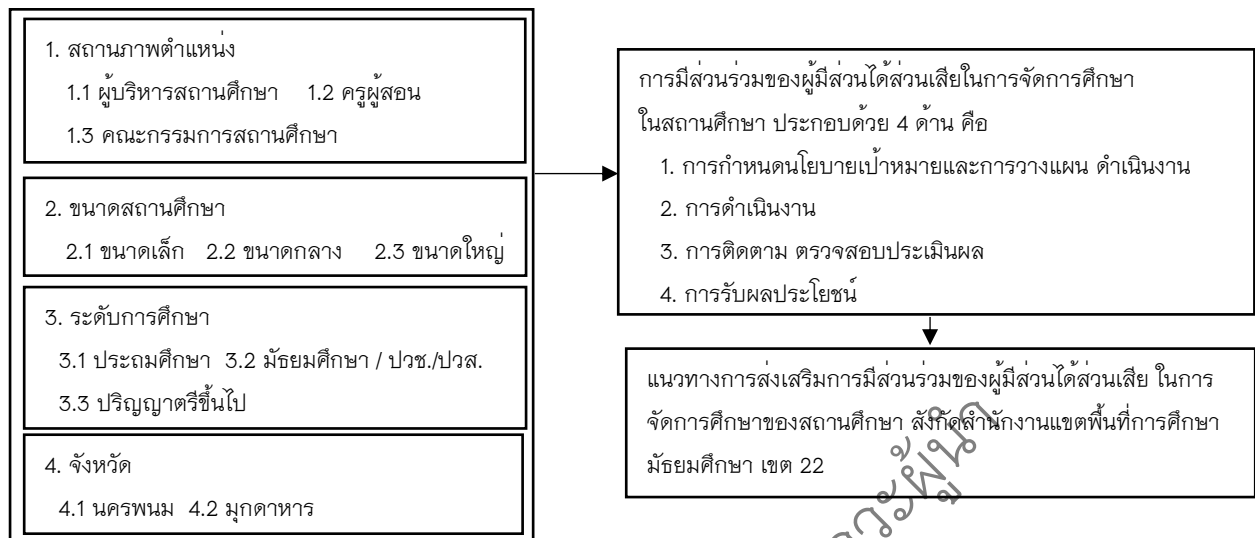 1. สถานภาพตำแหน่ง
1.1 ผู้บริหารสถานศึกษา 1.2 ครูผู้สอน
1.3 คณะกรรมการสถานศึกษา
2. ขนาดสถานศึกษา
2.1 ขนาดเล็ก 2.2 ขนาดกลาง 2.3 ขนาดใหญ่
3. ระดับการศึกษา
3.1 ประถมศึกษา 3.2 มัธยมศึกษา / ปวช./ปวส.
3.3 ปริญญาตรีขึ้นไป
4. จังหวัด
4.1 นครพนม 4.2 มุกดาหาร
การมีส่วนร่วมของผู้มีส่วนได้ส่วนเสียในการจัดการศึกษา
ในสถานศึกษา ประกอบด้วย 4 ด้าน คือ
1. การกำหนดนโยบายเป้าหมายและการวางแผน ดำเนินงาน
2. การดำเนินงาน
3. การติดตาม ตรวจสอบประเมินผล
4. การรับผลประโยชน์
แนวทางการส่งเสริมการมีส่วนร่วมของผู้มีส่วนได้ส่วนเสีย ในการ
จัดการศึกษาของสถานศึกษา สังกัดสำนักงานแขตพื้นที่การศึกษา
มัธยมศึกษา เขต 22